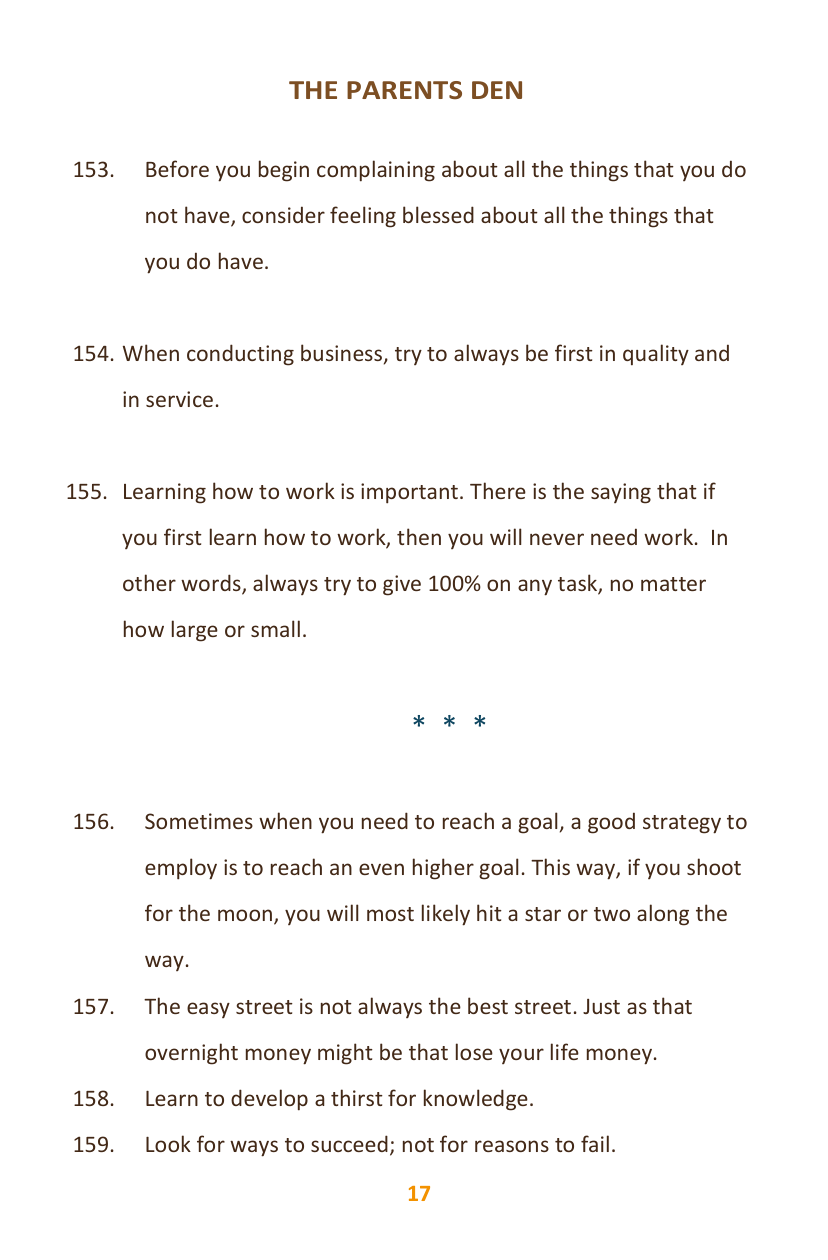 THE PARENTS DEN
153. Before you begin complaining about all the things that you do
not have, consider feeling blessed about all the things that
you do have.
154. When conducting business, try to always be first in quality and
in service.
155. Learning how to work is important. There is the saying that if
you first learn how to work, then you will never need work.  In
other words, always try to give 100% on any task, no matter
how large or small.
* * *
156. Sometimes when you need to reach a goal, a good strategy to
employ is to reach an even higher goal. This way, if you shoot
for the moon, you will most likely hit a star or two along the
way.
157. The easy street is not always the best street. Just as that
overnight money might be that lose your life money.
158. Learn to develop a thirst for knowledge.
159. Look for ways to succeed; not for reasons to fail.
17